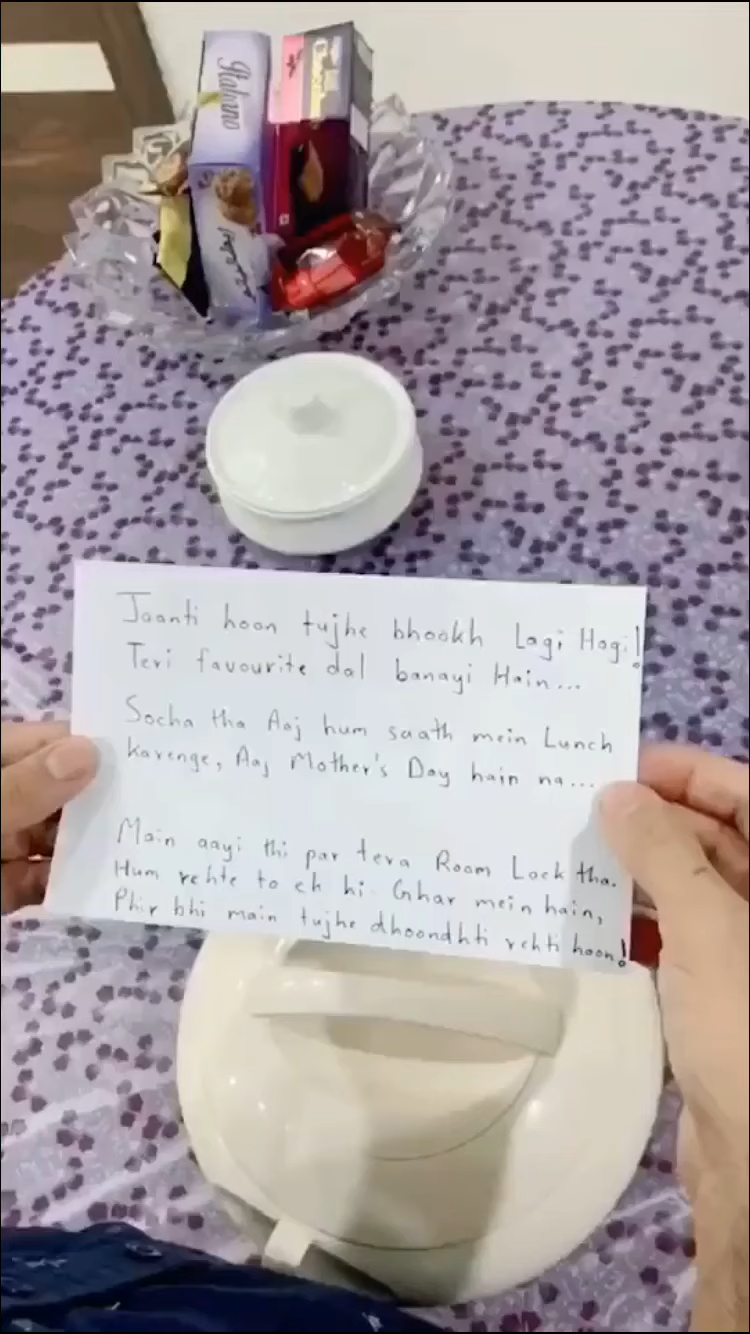 Italiano
Jaanti hoon tujhe bhookh Lagi Hogi!
Teri favourite dal banayi Hain...
Socha tha Aaj hum saath mein Lunch
karenge, Aaj Mother's Day hain na...
Main aayi thi par tera Room Lock tha.
Hum rehte to ek hi Ghar mein hain,
Phir bhi main tujhe dhoondhti rehti hoon!